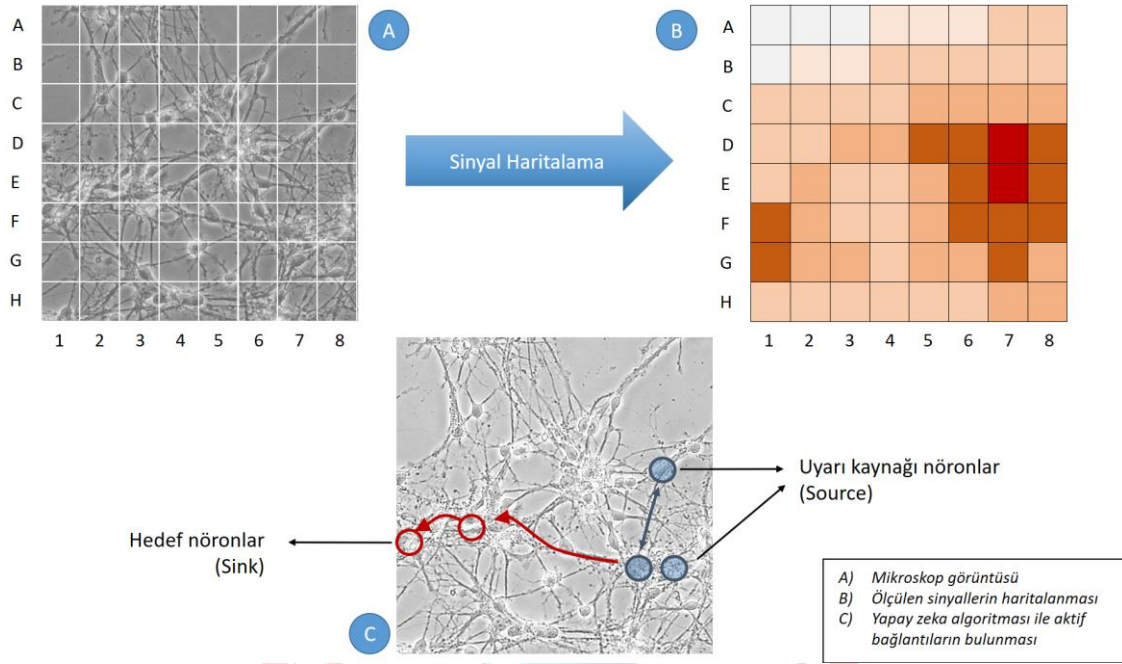 A
B
C
D
E
F
G
H
1 2 3 4 5 6 7 8
A
Sinyal Haritalama
B
A
B
C
D
E
F
G
H
1 2 3 4 5 6 7 8
Uyarı kaynağı nöronlar
(Source)
Hedef nöronlar
(Sink)
C
A) Mikroskop görüntüsü
B) Ölçülen sinyallerin haritalanması
C) Yapay zeka algoritması ile aktif
bağlantıların bulunması